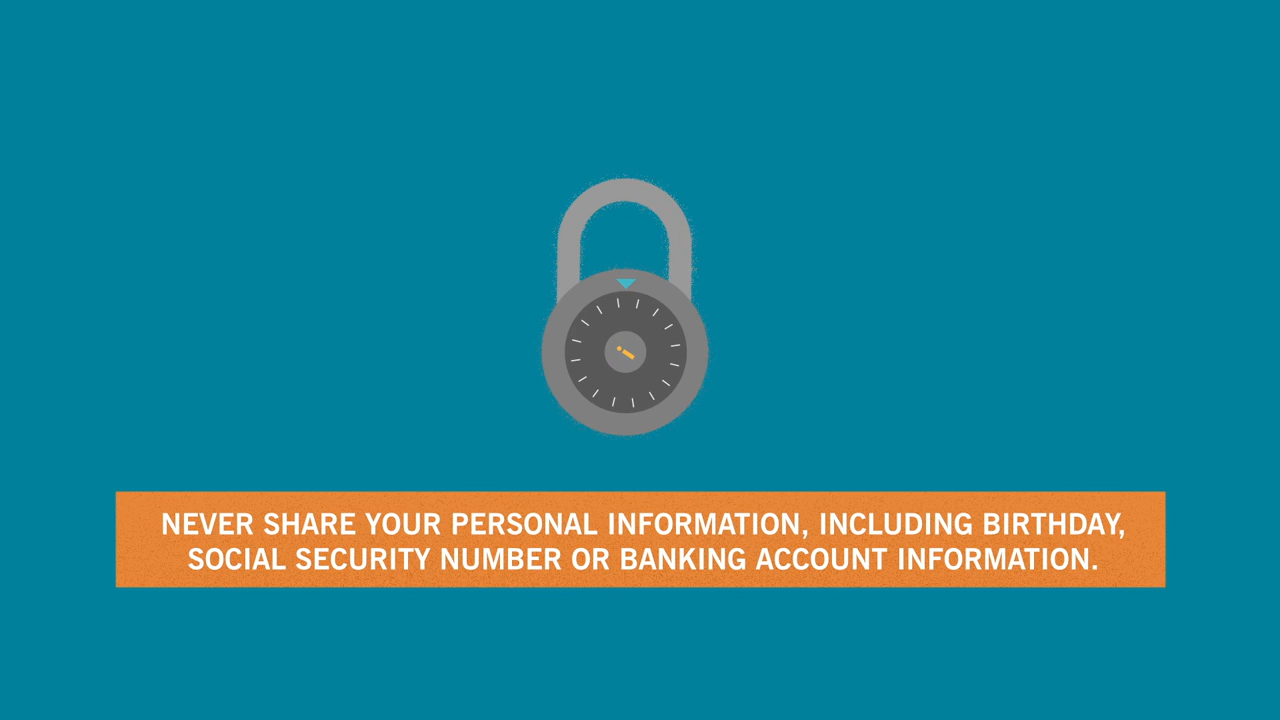 NEVER SHARE YOUR PERSONAL INFORMATION, INCLUDING BIRTHDAY,
SOCIAL SECURITY NUMBER OR BANKING ACCOUNT INFORMATION.